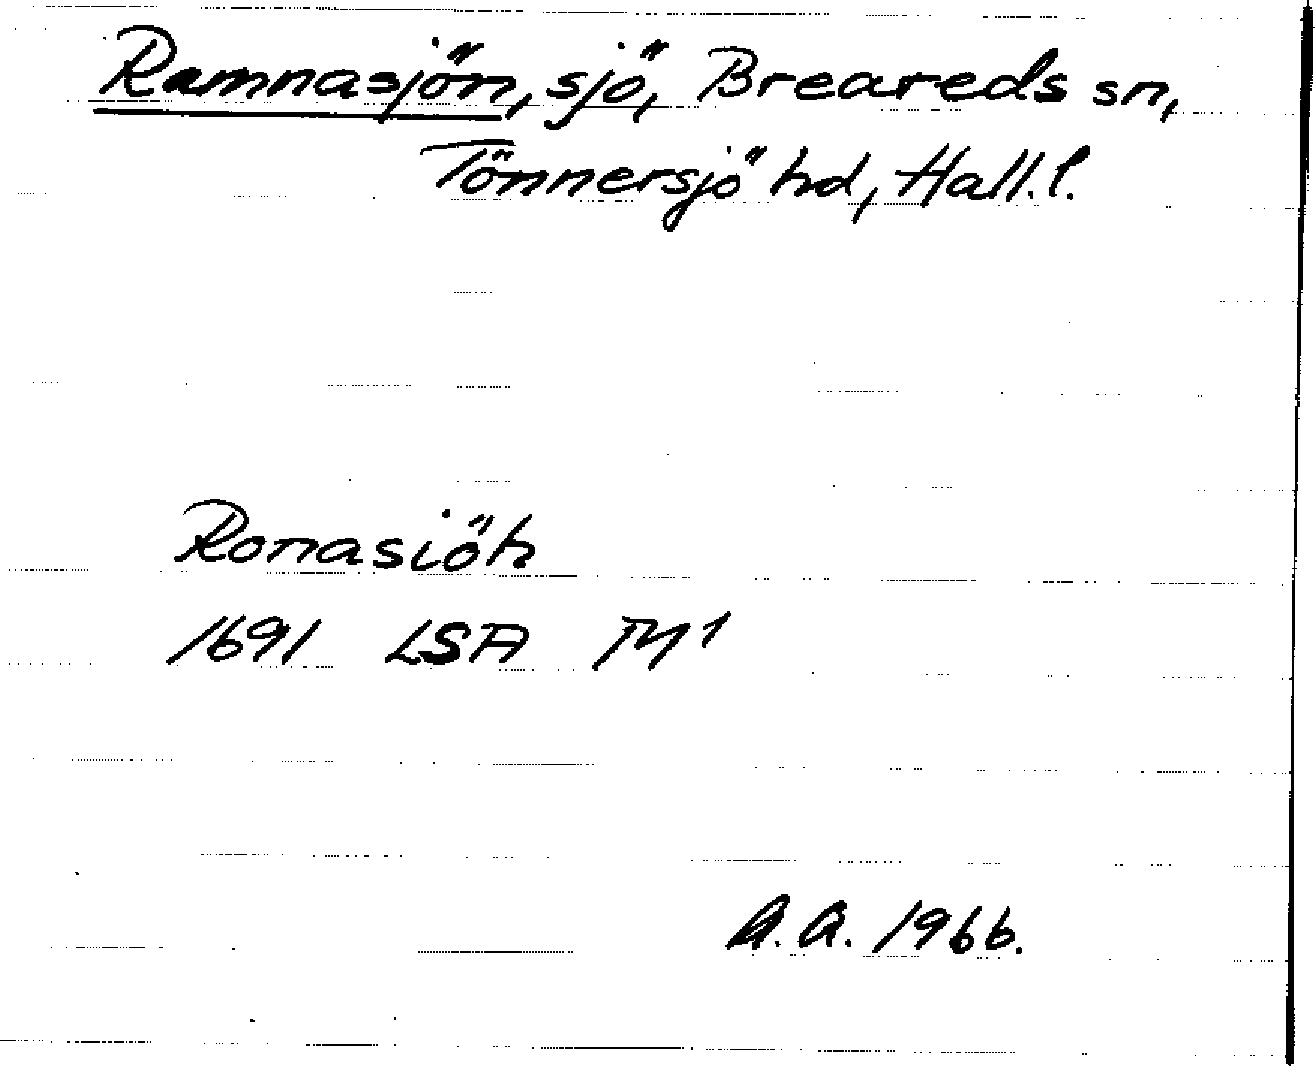 Ramnasjön, sjö, Breareds sn,
Tönnersjö hd, Hall. l.
Ronasiöh
1691 LSA M1
A.A. 1966.